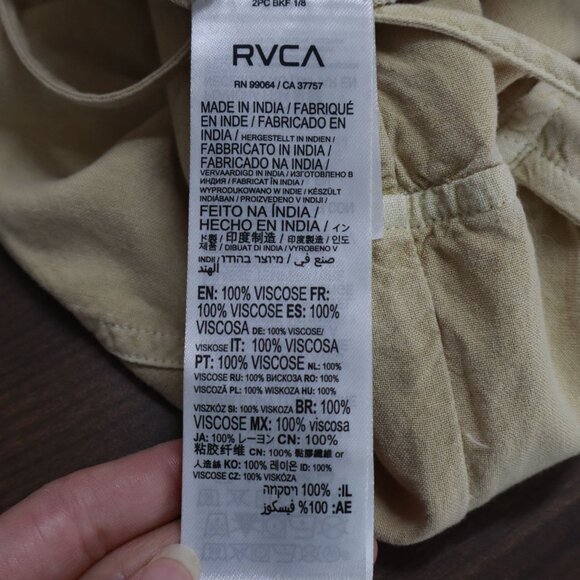 2PC BKF 1/8
RVCA
RN 99064 / CA 37757
MADE IN INDIA / FABRIQUÉ
EN INDE / FABRICADO EN
INDIA / HERGESTELLT IN INDIEN /
FABBRICATO IN INDIA /
FABRICADO NA INDIA /
VERVAARDIGD IN INDIA / ИЗГОТОВЛЕНО В
ИНДИЯ / FABRICAT ÎN INDIA /
WYPRODUKOWANO W INDIE / KÉSZÜLT
INDIÁBAN / PROIZVEDENO V INDIJI /
FEITO NA ÍNDIA /
HECHO EN INDIA / イン
ド製 / 印度制造 / 印度製造 / 인도
제품 / DIBUAT DI INDIA / VYROBENO V
INDII / מיוצר בהודו / صنع في
الهند
EN: 100% VISCOSE FR:
100% VISCOSE ES: 100%
VISCOSA DE: 100% VISCOSE/
VISKOSE IT: 100% VISCOSA
PT: 100% VISCOSE NL: 100%
VISCOSE RU: 100% ВИСКОЗА RO: 100%
VISCOZĂ PL: 100% WISKOZA HU: 100%
VISZKÓZ SI: 100% VISKOZA BR: 100%
VISCOSE MX: 100% viscosa
JA: 100% レーヨン CN: 100%
粘胶纤维 CN: 100% 黏膠纖維 or
人造絲 KO: 100% 레이온 ID: 100%
VISCOSE CZ: 100% VISKÓZA
IL: 100% ויסקוזה
AE: 100% فيسكوز